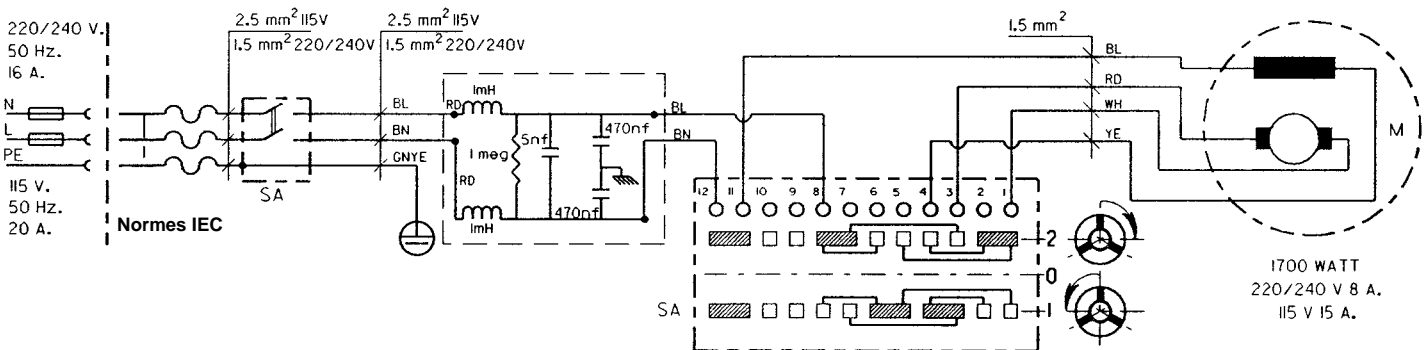 220/240 V.
50 Hz.
16 A.
N
L
PE
115 V.
50 Hz.
20 A.
Normes IEC
2.5 mm² 115V
1.5 mm² 220/240V
SA
2.5 mm² 115V
1.5 mm² 220/240V
BL
BN
GNYE
RD
1mH
RD
1mH
1 meg
5nf
470nf
470nf
BL
BN
1.5 mm²
BL
RD
WH
YE
M
12 11 10 9 8 7 6 5 4 3 2 1
2
0
SA
1
1700 WATT
220/240 V 8 A.
115 V 15 A.